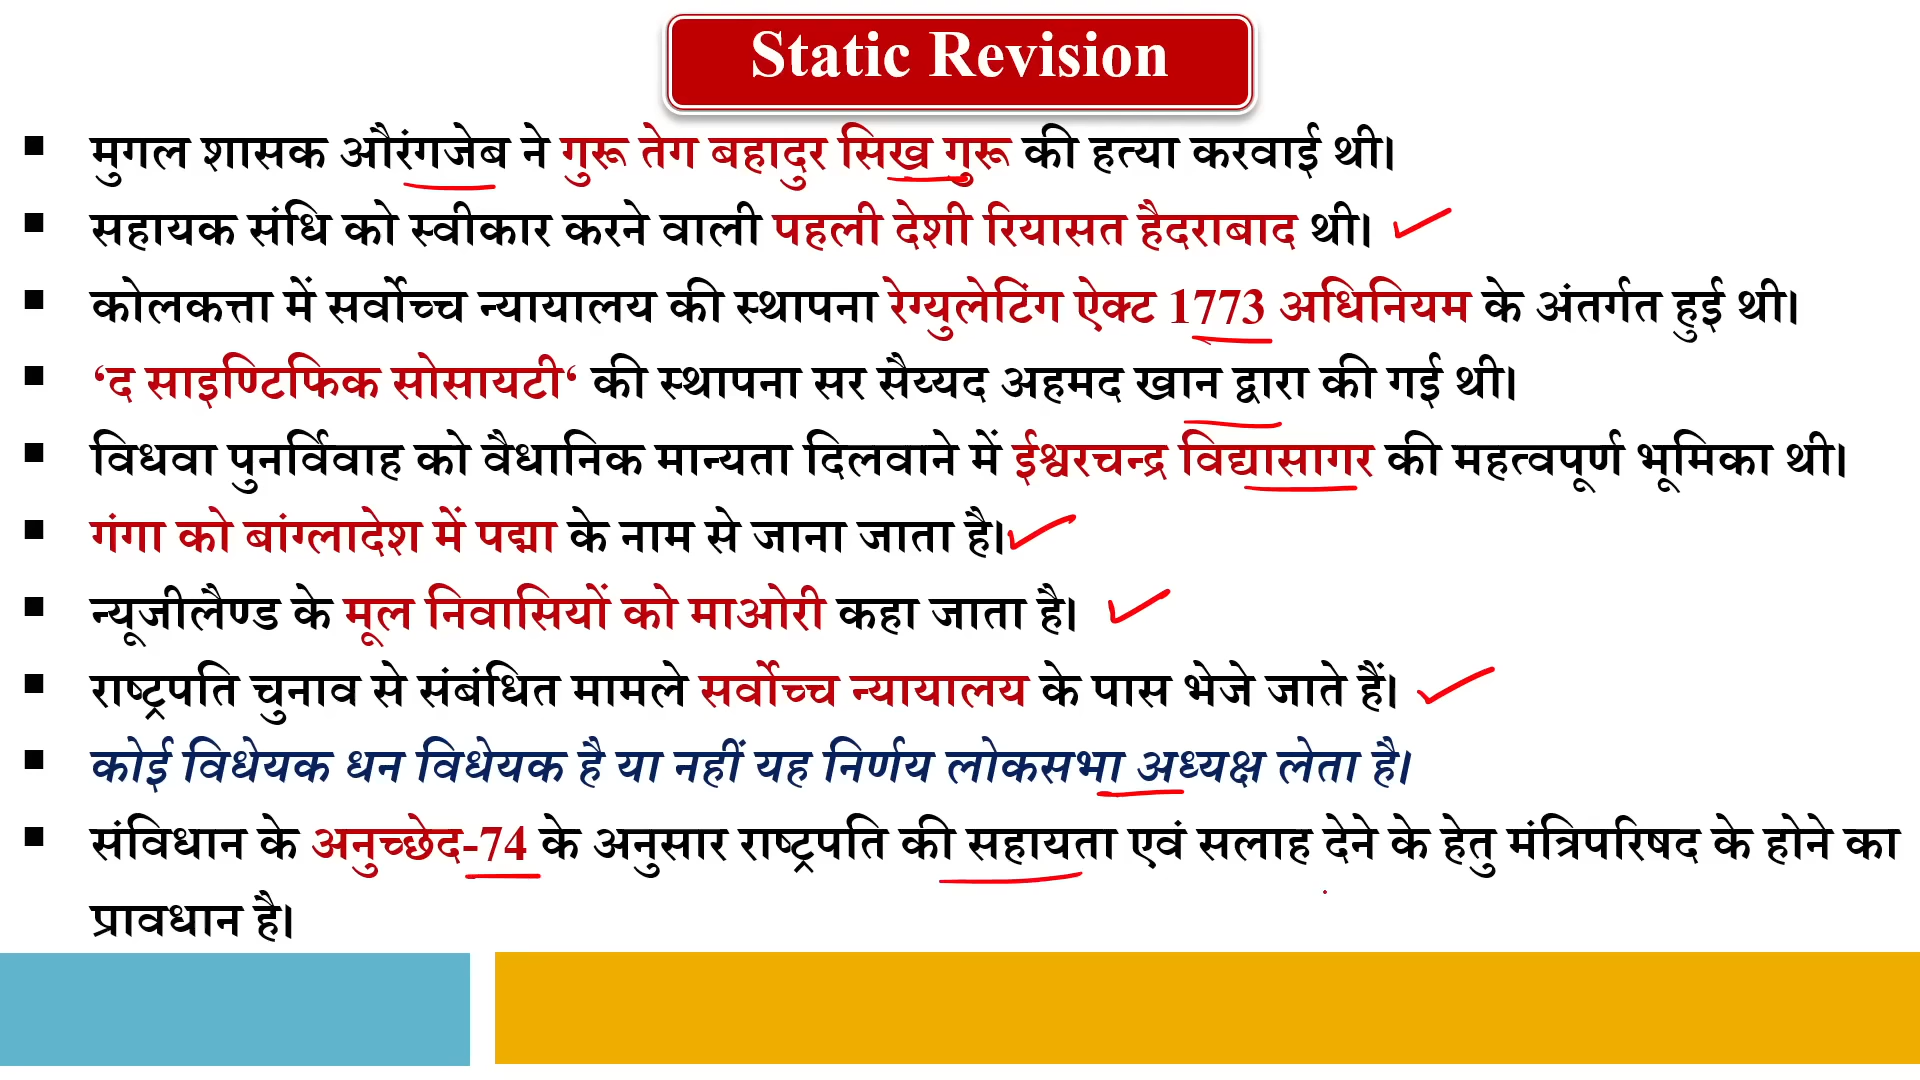 Static Revision
▪ मुगल शासक औरंगजेब ने गुरू तेग बहादुर सिख गुरू की हत्या करवाई थी।
▪ सहायक संधि को स्वीकार करने वाली पहली देशी रियासत हैदराबाद थी।
▪ कोलकत्ता में सर्वोच्च न्यायालय की स्थापना रेग्युलेटिंग ऐक्ट 1773 अधिनियम के अंतर्गत हुई थी।
▪ ‘द साइण्टिफिक सोसायटी‘ की स्थापना सर सैय्यद अहमद खान द्वारा की गई थी।
▪ विधवा पुनर्विवाह को वैधानिक मान्यता दिलवाने में ईश्वरचन्द्र विद्यासागर की महत्वपूर्ण भूमिका थी।
▪ गंगा को बांग्लादेश में पद्मा के नाम से जाना जाता है।
▪ न्यूजीलैण्ड के मूल निवासियों को माओरी कहा जाता है।
▪ राष्ट्रपति चुनाव से संबंधित मामले सर्वोच्च न्यायालय के पास भेजे जाते हैं।
▪ कोई विधेयक धन विधेयक है या नहीं यह निर्णय लोकसभा अध्यक्ष लेता है।
▪ संविधान के अनुच्छेद-74 के अनुसार राष्ट्रपति की सहायता एवं सलाह देने के हेतु मंत्रिपरिषद के होने का
प्रावधान है।